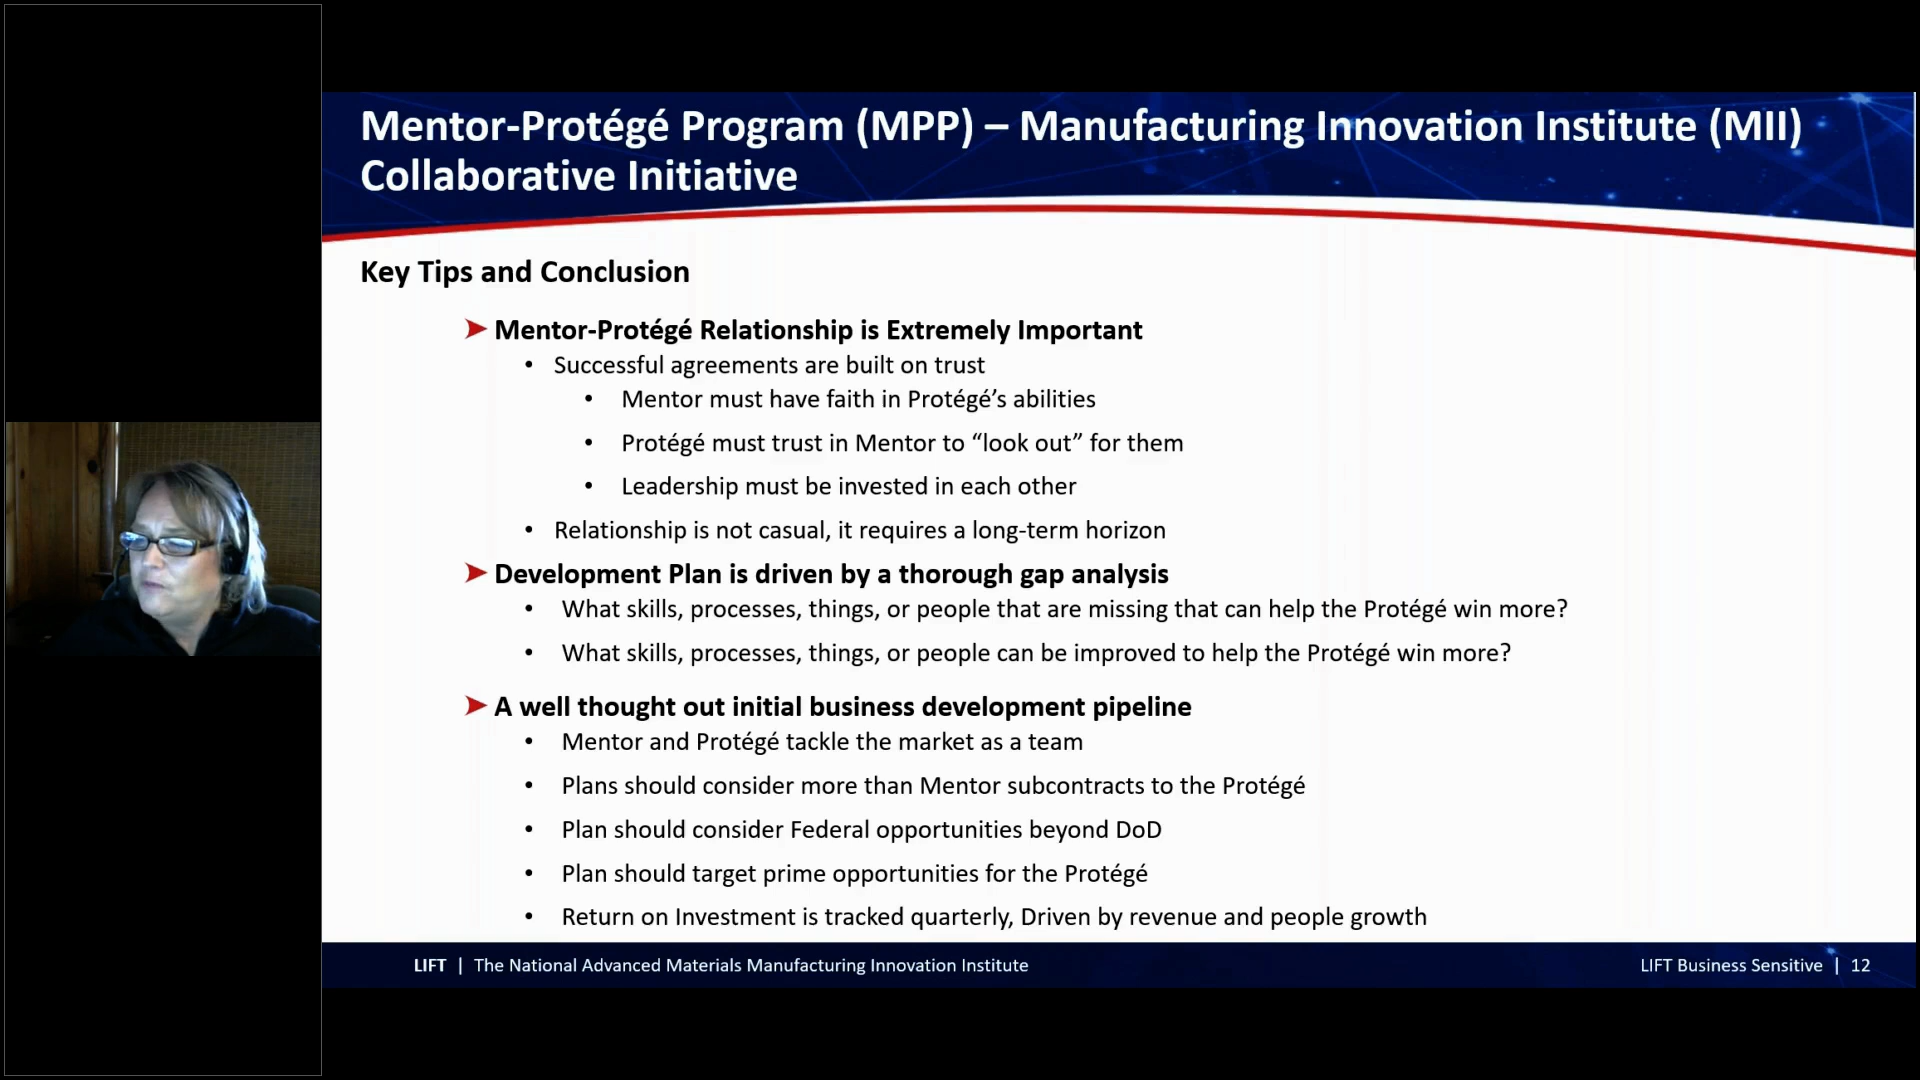 Mentor-Protégé Program (MPP) – Manufacturing Innovation Institute (MII)
Collaborative Initiative
Key Tips and Conclusion
➤ Mentor-Protégé Relationship is Extremely Important
• Successful agreements are built on trust
• Mentor must have faith in Protégé’s abilities
• Protégé must trust in Mentor to “look out” for them
• Leadership must be invested in each other
• Relationship is not casual, it requires a long-term horizon
➤ Development Plan is driven by a thorough gap analysis
• What skills, processes, things, or people that are missing that can help the Protégé win more?
• What skills, processes, things, or people can be improved to help the Protégé win more?
➤ A well thought out initial business development pipeline
• Mentor and Protégé tackle the market as a team
• Plans should consider more than Mentor subcontracts to the Protégé
• Plan should consider Federal opportunities beyond DoD
• Plan should target prime opportunities for the Protégé
• Return on Investment is tracked quarterly, Driven by revenue and people growth
LIFT | The National Advanced Materials Manufacturing Innovation Institute
LIFT Business Sensitive | 12